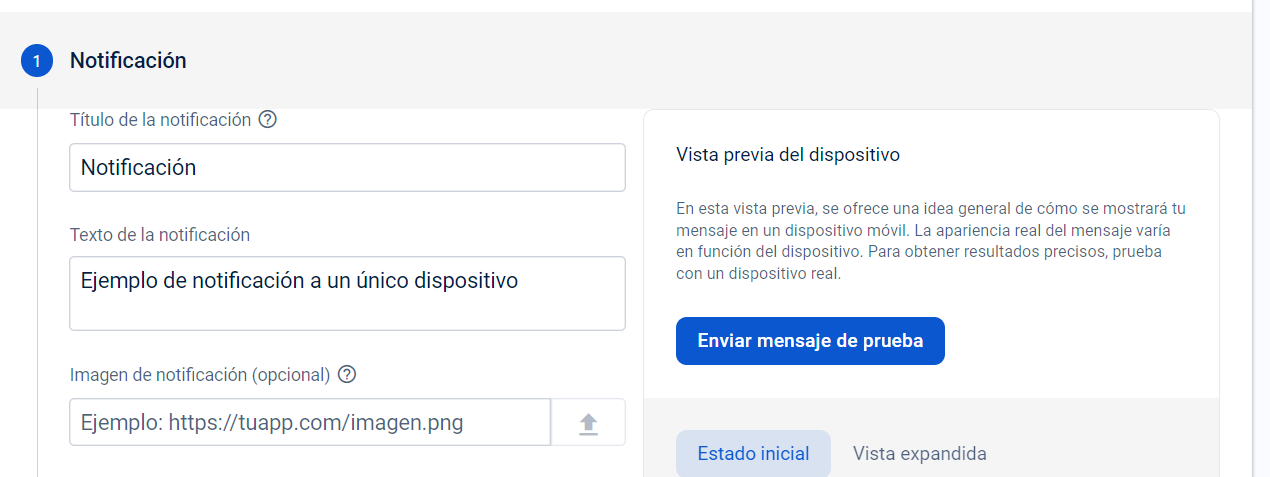 1
Notificación
Título de la notificación
Notificación
Texto de la notificación
Ejemplo de notificación a un único dispositivo
Imagen de notificación (opcional)
Ejemplo: https://tuapp.com/imagen.png
Vista previa del dispositivo
En esta vista previa, se ofrece una idea general de cómo se mostrará tu
mensaje en un dispositivo móvil. La apariencia real del mensaje varía
en función del dispositivo. Para obtener resultados precisos, prueba
con un dispositivo real.
Enviar mensaje de prueba
Estado inicial
Vista expandida